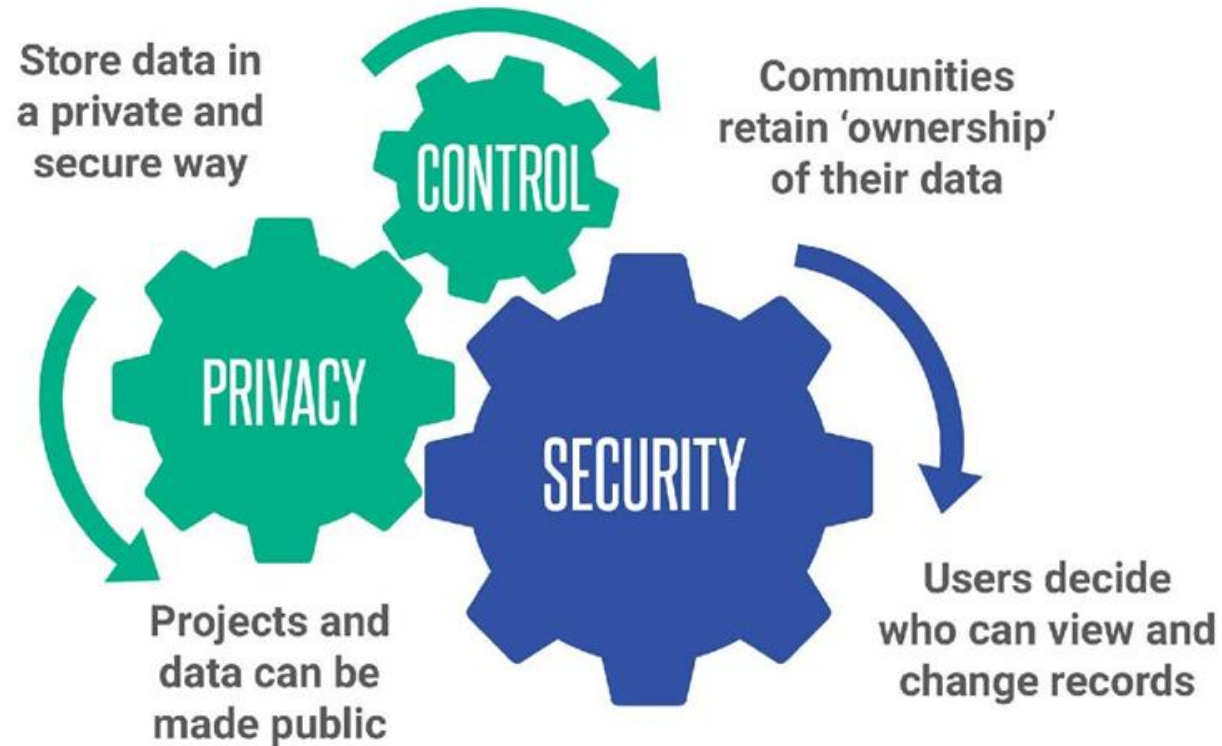 Store data in
a private and
secure way
CONTROL
Communities
retain ‘ownership’
of their data
PRIVACY
SECURITY
Projects and
data can be
made public
Users decide
who can view and
change records